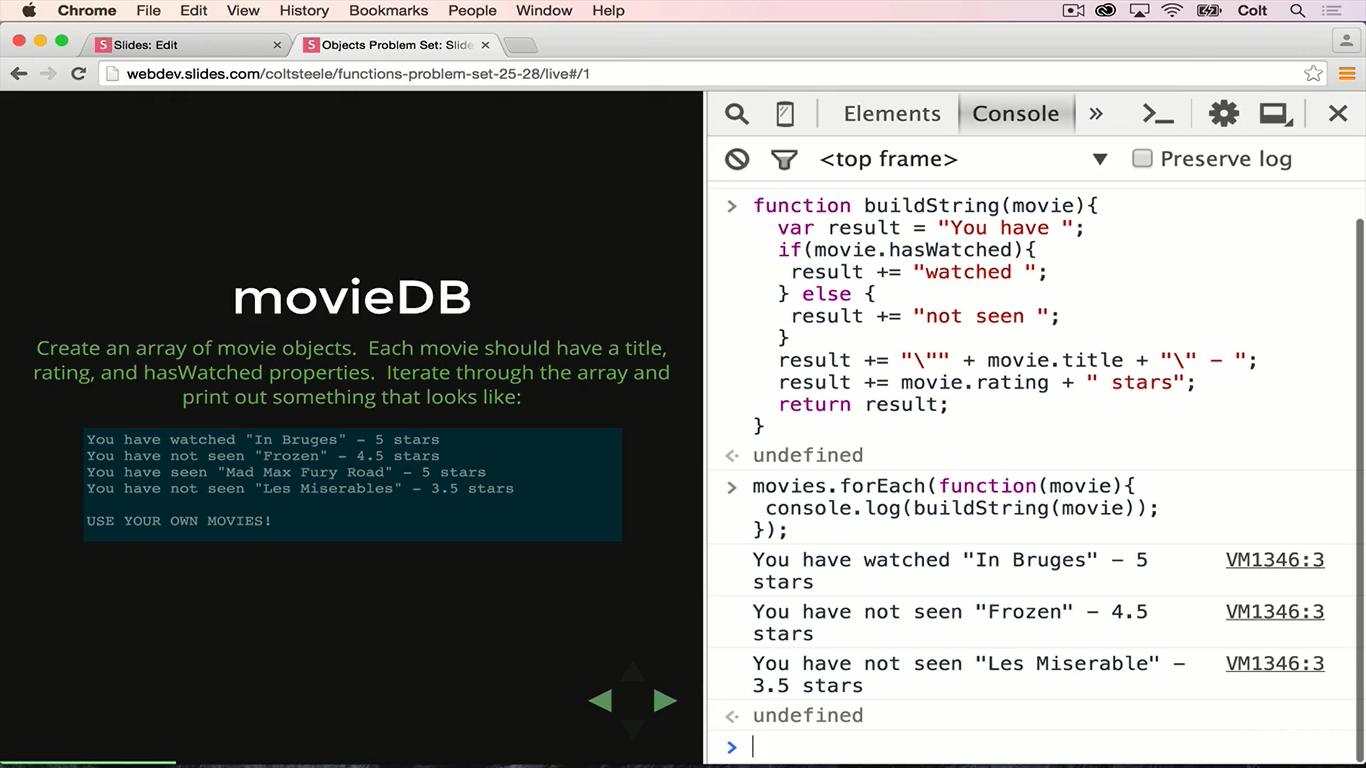 Chrome File Edit View History Bookmarks People Window Help Colt
Slides: Edit × Objects Problem Set: Slide ×
webdev.slides.com/coltsteele/functions-problem-set-25-28/live#/1
movieDB
Create an array of movie objects. Each movie should have a title,
rating, and hasWatched properties. Iterate through the array and
print out something that looks like:
You have watched "In Bruges" - 5 stars
You have not seen "Frozen" - 4.5 stars
You have seen "Mad Max Fury Road" - 5 stars
You have not seen "Les Miserables" - 3.5 stars
USE YOUR OWN MOVIES!
Elements Console »
<top frame> ▼ Preserve log
> function buildString(movie){
var result = "You have ";
if(movie.hasWatched){
result += "watched ";
} else {
result += "not seen ";
}
result += "\"" + movie.title + "\" - ";
result += movie.rating + " stars";
return result;
}
undefined
> movies.forEach(function(movie){
console.log(buildString(movie));
});
You have watched "In Bruges" - 5 VM1346:3
stars
You have not seen "Frozen" - 4.5 VM1346:3
stars
You have not seen "Les Miserable" - VM1346:3
3.5 stars
undefined
>